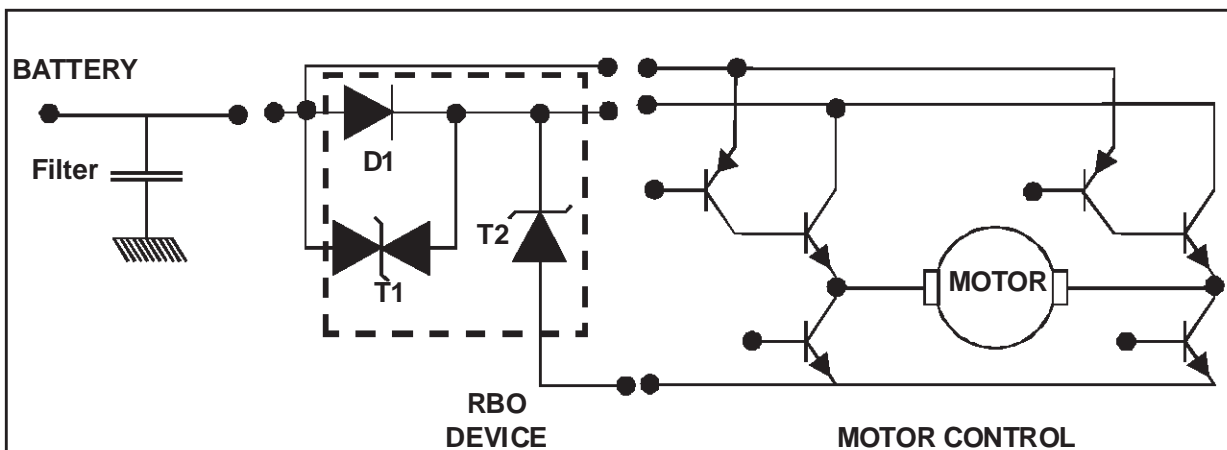 BATTERY
Filter
D1
T1
T2
MOTOR
RBO
DEVICE
MOTOR CONTROL